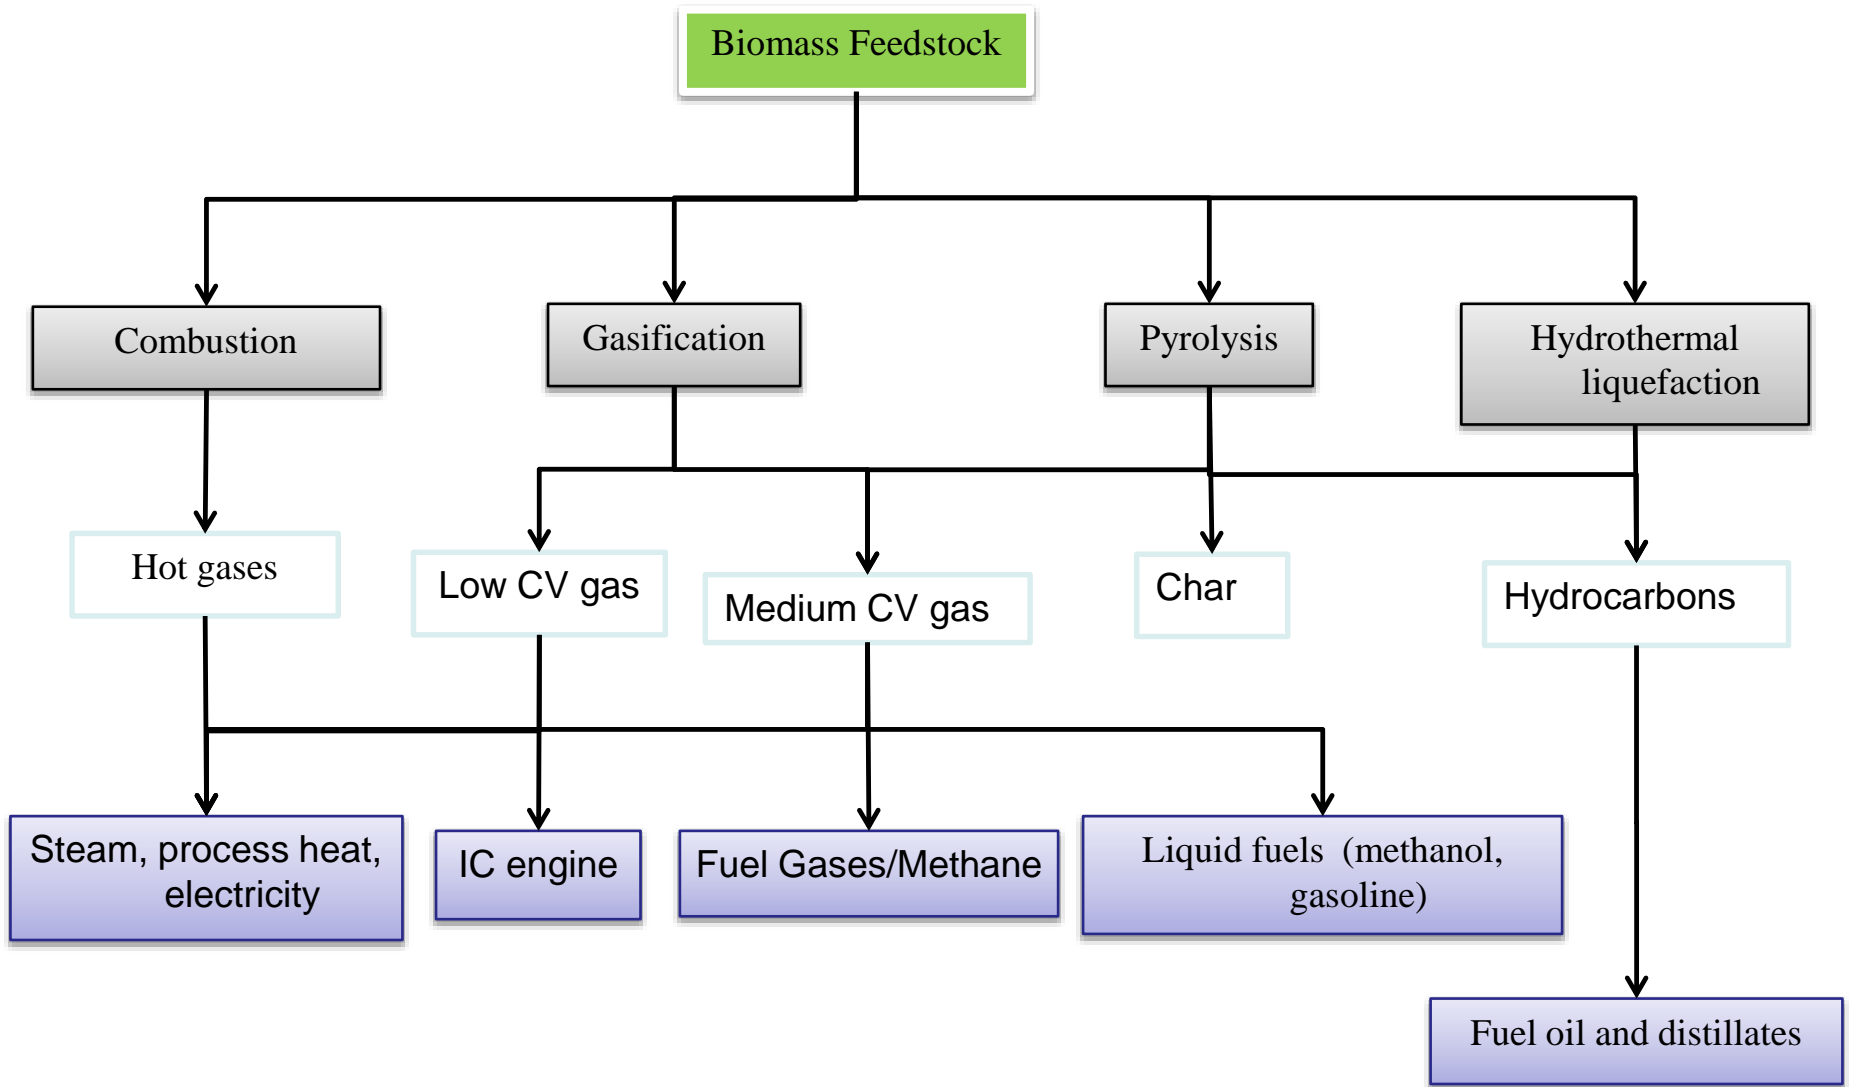 Biomass Feedstock
Combustion
Gasification
Pyrolysis
Hydrothermal
liquefaction
Hot gases
Low CV gas
Medium CV gas
Char
Hydrocarbons
Steam, process heat,
electricity
IC engine
Fuel Gases/Methane
Liquid fuels (methanol,
gasoline)
Fuel oil and distillates